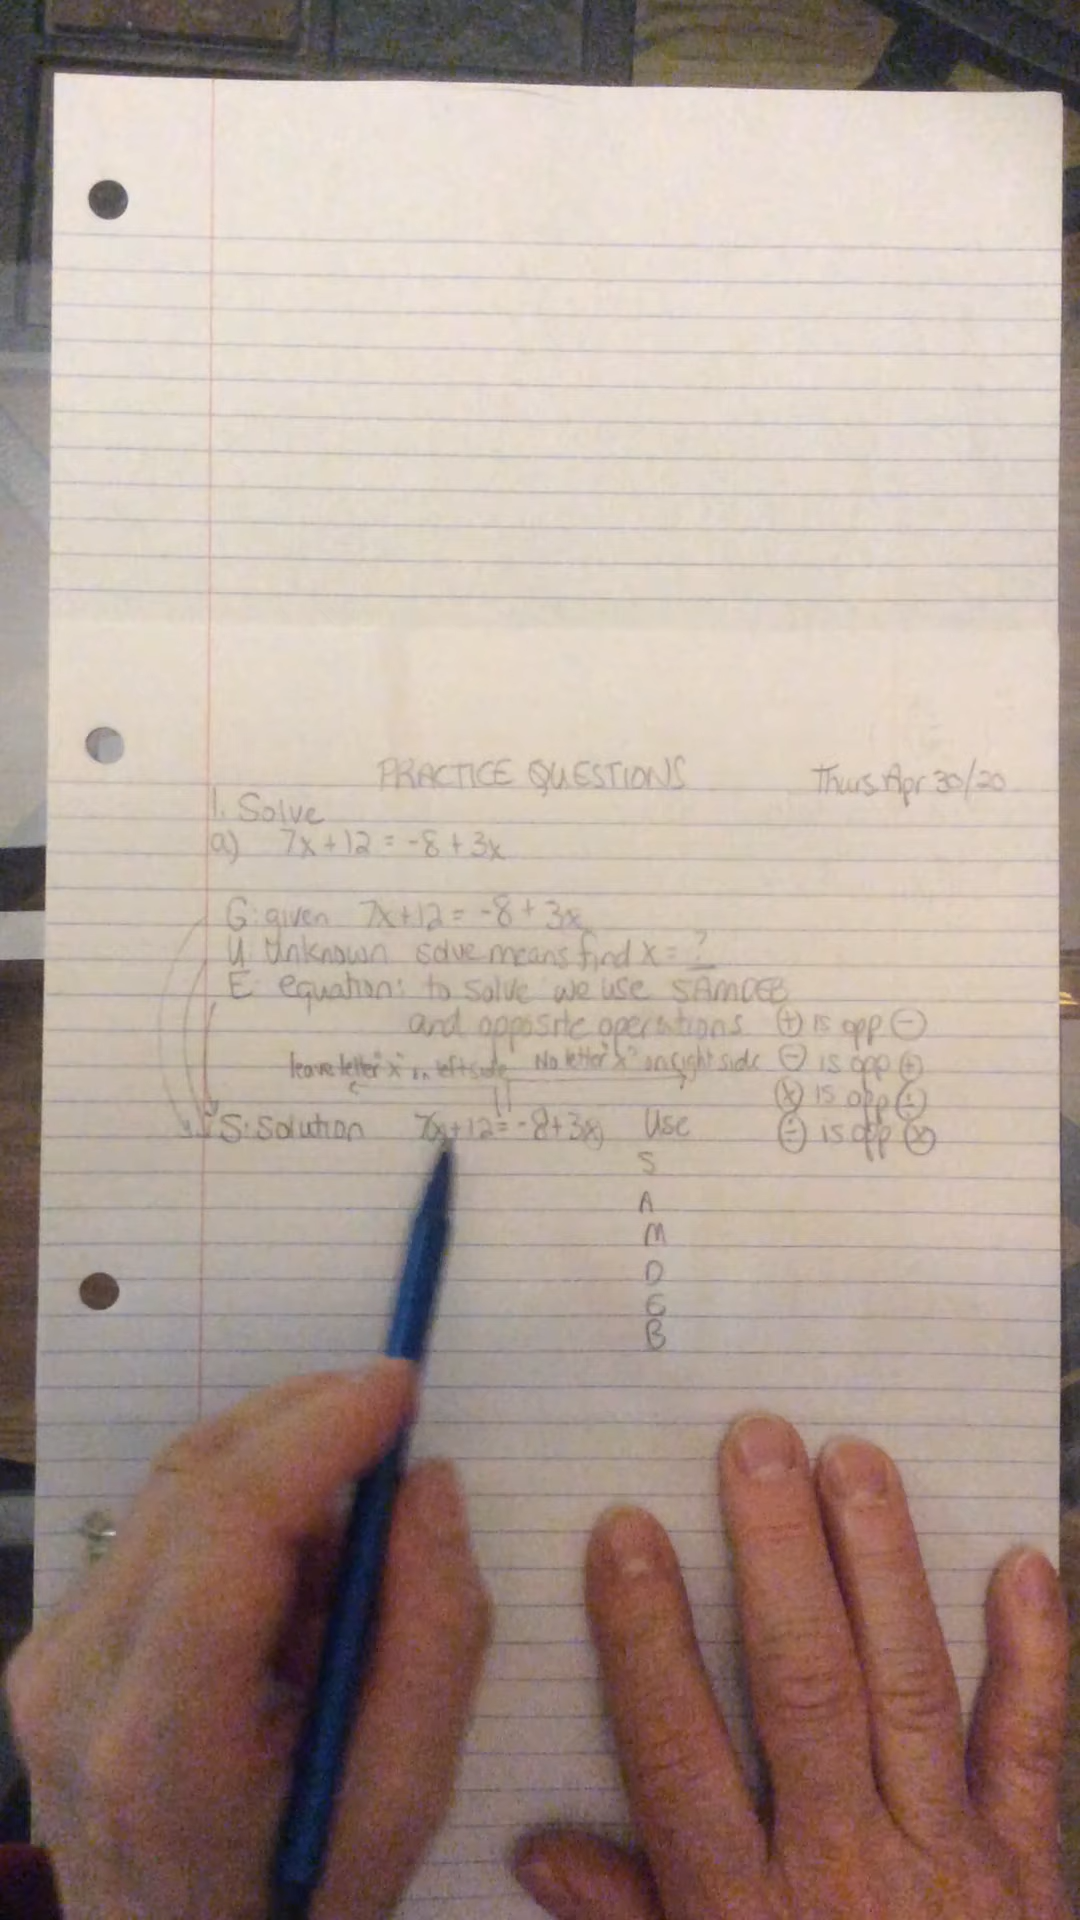 PRACTICE QUESTIONS Thurs Apr 30/20
1. Solve
a) 7x+12 = -8+3x
G: given 7x+12 = -8+3x
U: Unknown solve means find x = ?
E: equation: to solve we use SAMDEB
and opposite operations (+) is opp (-)
leave letter "x" in left side No letter "x" on right side (-) is opp (+)
(x) is opp (÷)
S: Solution 7x+12 = -8+3x Use (÷) is opp (x)
S
A
M
D
E
B